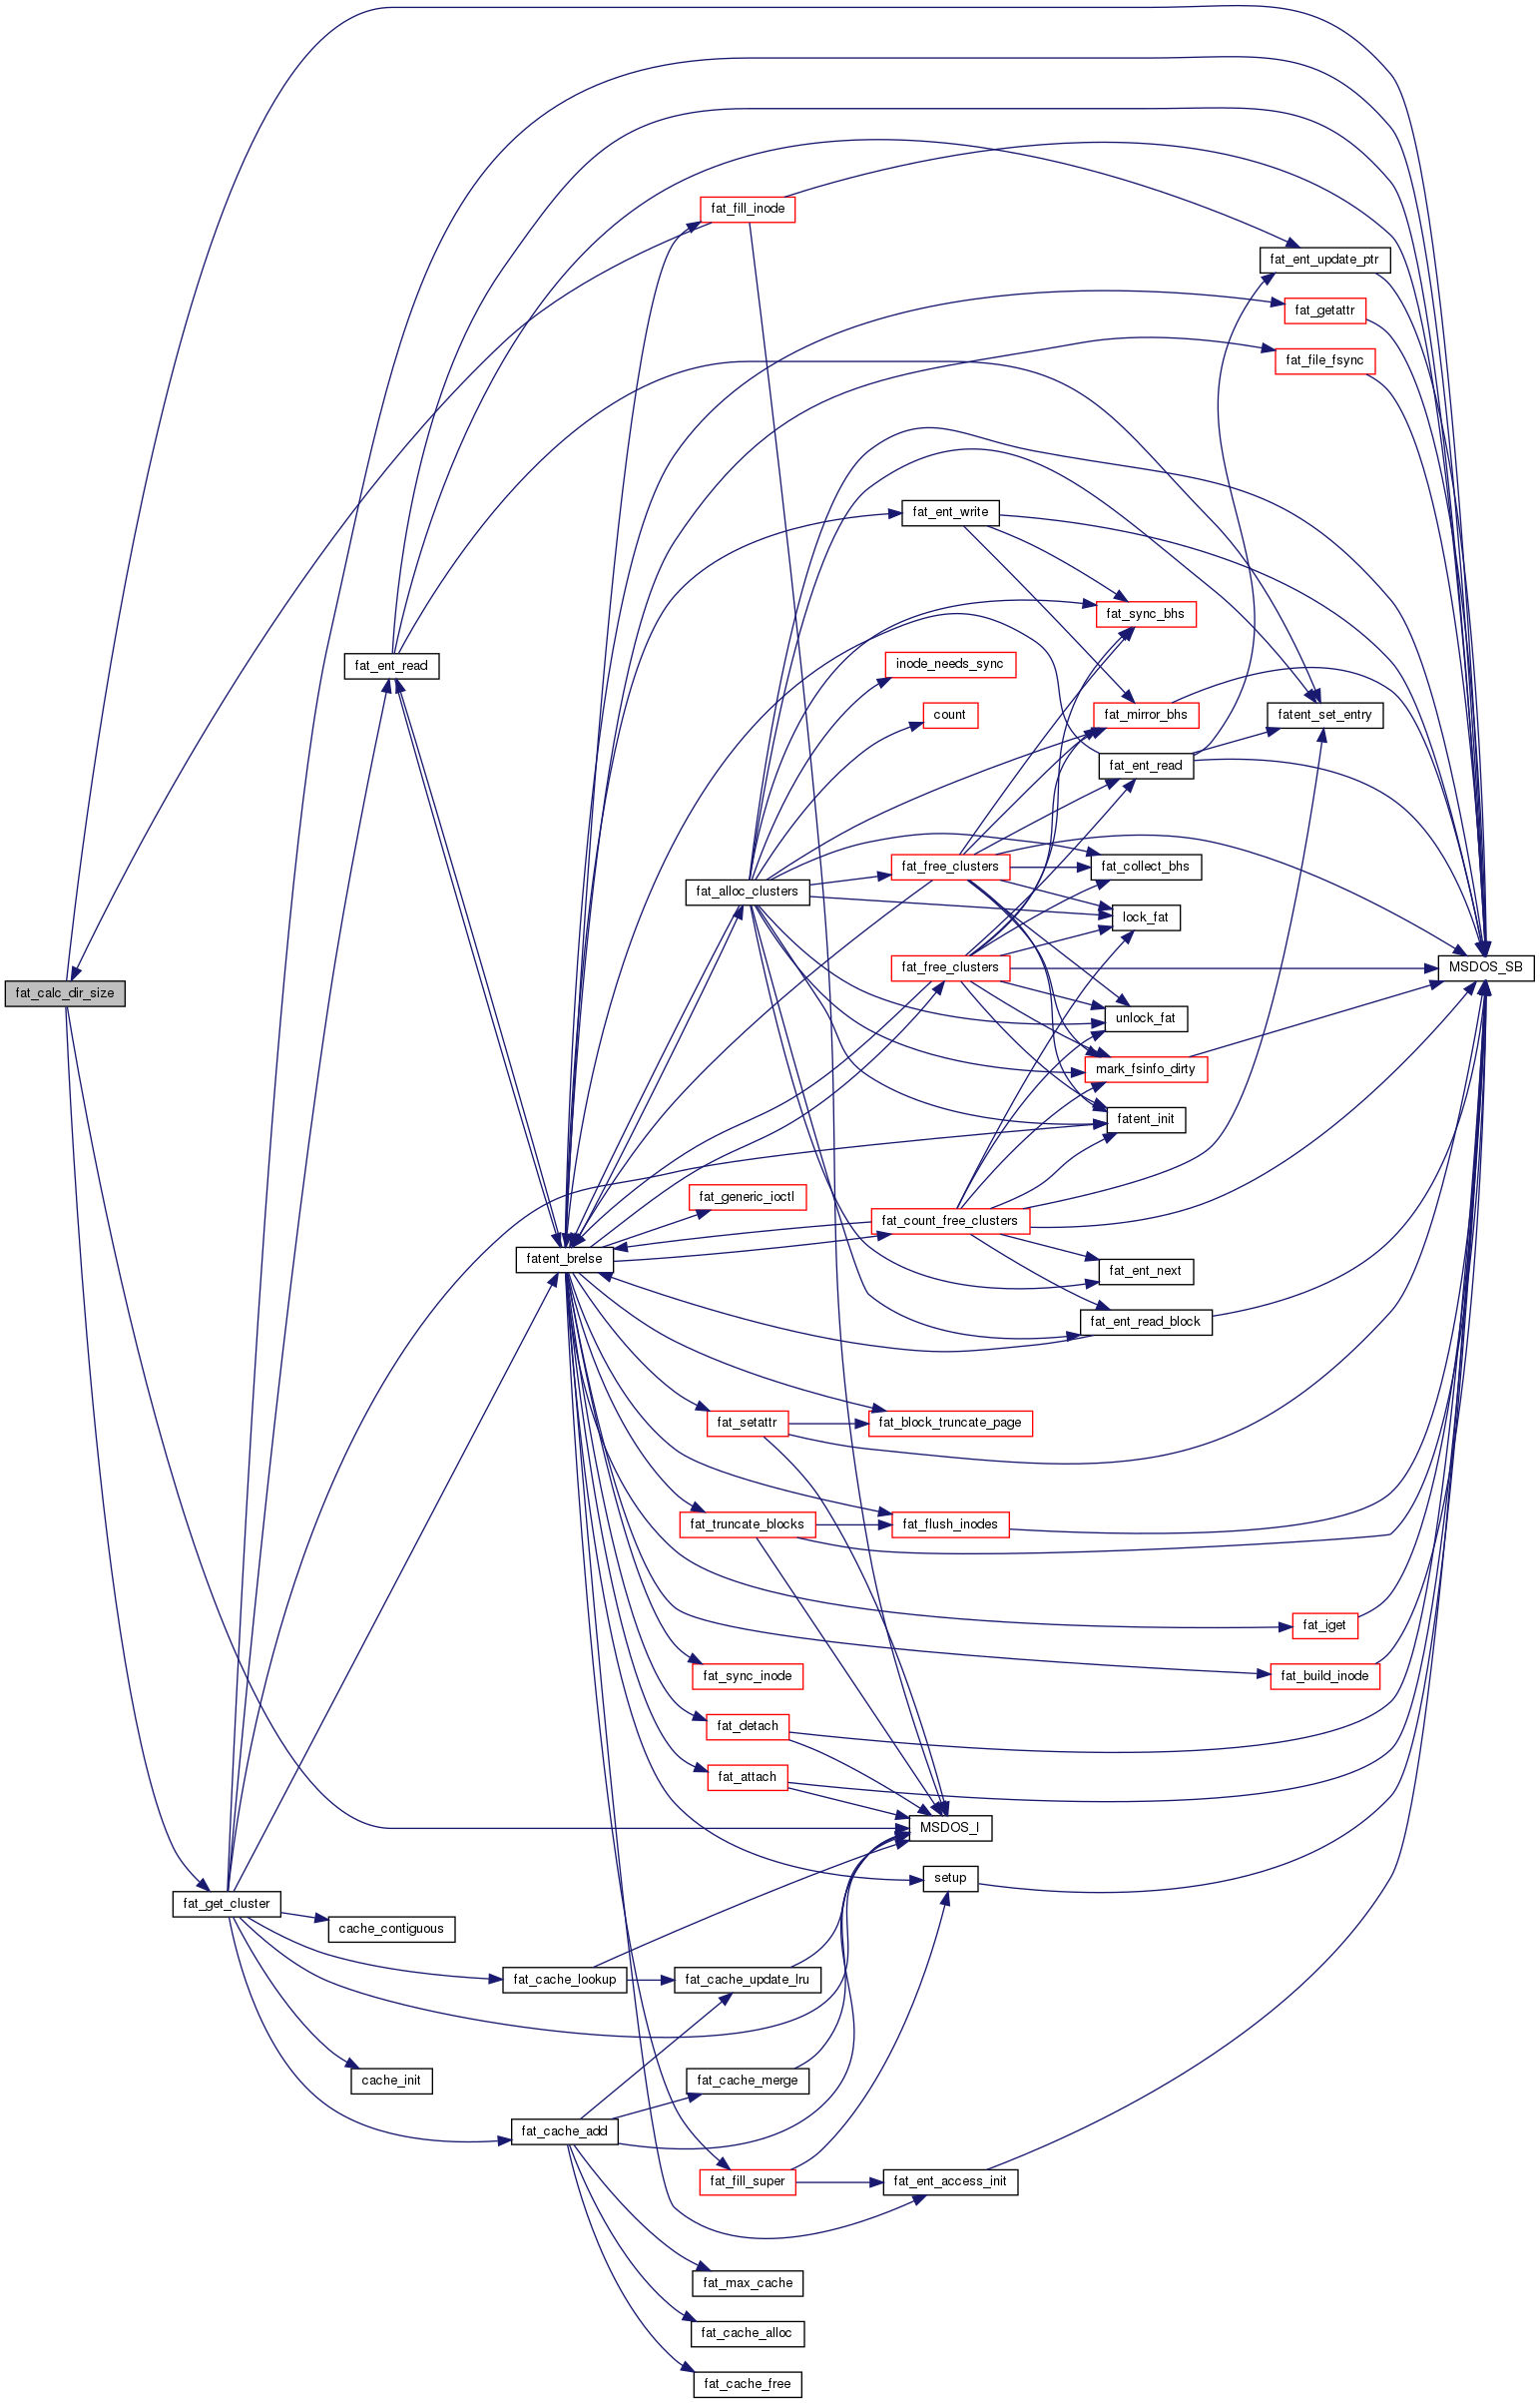 fat_fill_inode
fat_ent_update_ptr
fat_getattr
fat_file_fsync
fat_ent_write
fat_sync_bhs
fat_ent_read
inode_needs_sync
count
fat_mirror_bhs
fatent_set_entry
fat_ent_read
fat_free_clusters
fat_collect_bhs
fat_alloc_clusters
lock_fat
fat_free_clusters
MSDOS_SB
fat_calc_dir_size
unlock_fat
mark_fsinfo_dirty
fatent_init
fat_generic_ioctl
fat_count_free_clusters
fatent_brelse
fat_ent_next
fat_ent_read_block
fat_setattr
fat_block_truncate_page
fat_truncate_blocks
fat_flush_inodes
fat_iget
fat_sync_inode
fat_build_inode
fat_detach
fat_attach
MSDOS_I
setup
fat_get_cluster
cache_contiguous
fat_cache_lookup
fat_cache_update_lru
cache_init
fat_cache_merge
fat_cache_add
fat_fill_super
fat_ent_access_init
fat_max_cache
fat_cache_alloc
fat_cache_free